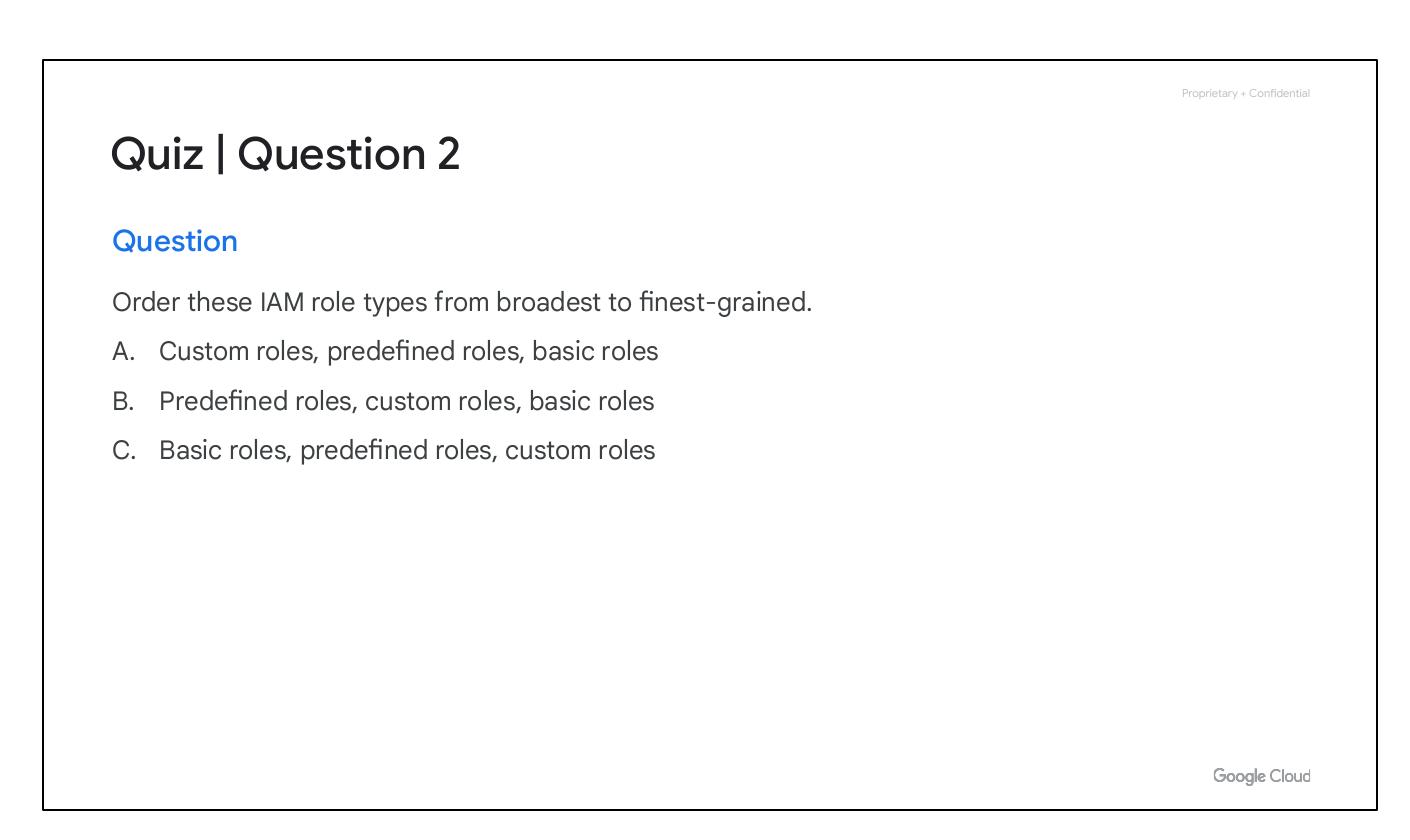 Proprietary + Confidential
Quiz | Question 2
Question
Order these IAM role types from broadest to finest-grained.
A. Custom roles, predefined roles, basic roles
B. Predefined roles, custom roles, basic roles
C. Basic roles, predefined roles, custom roles
Google Cloud